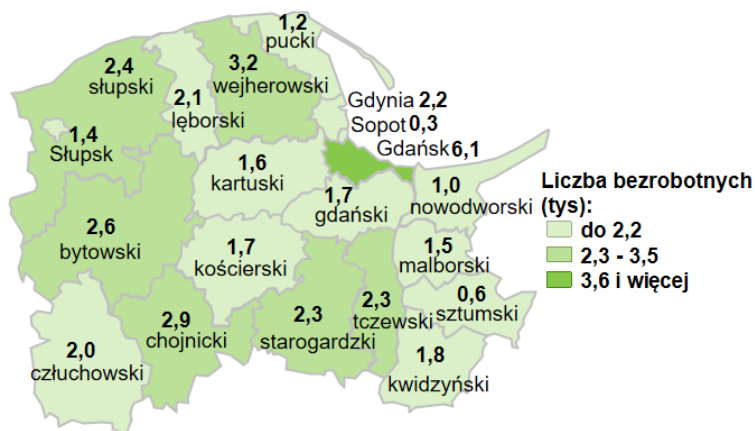 1,2
pucki
2,4
słupski
3,2
wejherowski
2,1
lęborski
Gdynia 2,2
Sopot 0,3
Gdańsk 6,1
1,4
Słupsk
1,6
kartuski
1,7
gdański
1,0
nowodworski
2,6
bytowski
1,7
kościerski
1,5
malborski
0,6
sztumski
2,9
chojnicki
2,3
starogardzki
2,3
tczewski
2,0
człuchowski
1,8
kwidzyński
Liczba bezrobotnych
(tys):
do 2,2
2,3 - 3,5
3,6 i więcej